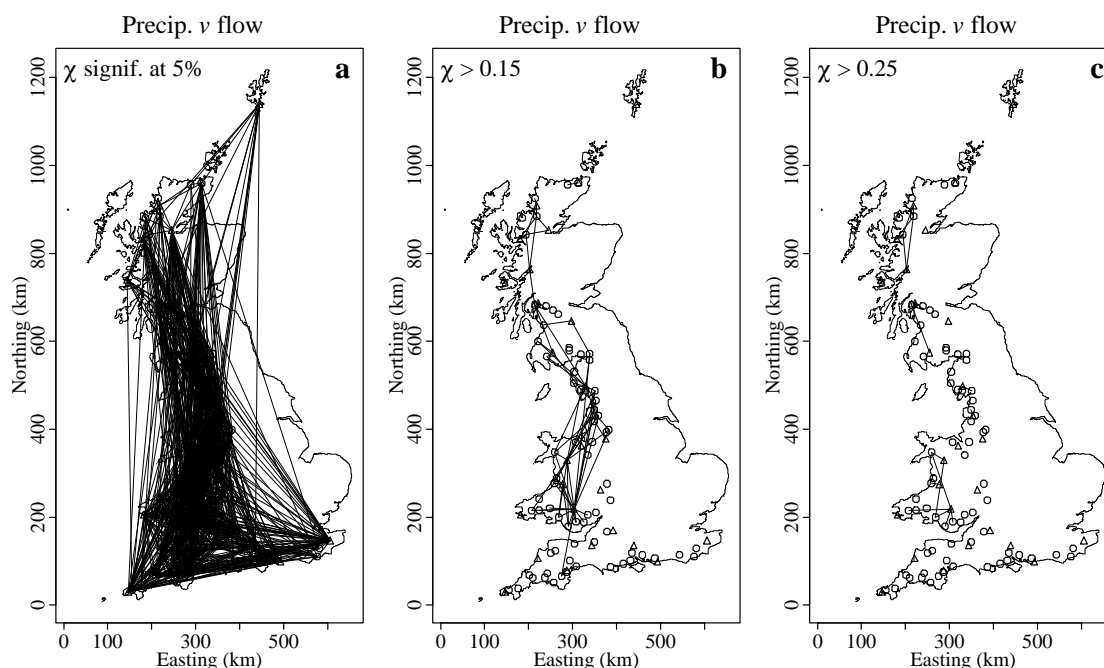 Precip. v flow
χ signif. at 5%
a
Northing (km)
0 200 400 600 800 1000 1200
0 100 300 500
Easting (km)
Precip. v flow
χ > 0.15
b
Northing (km)
0 200 400 600 800 1000 1200
0 100 300 500
Easting (km)
Precip. v flow
χ > 0.25
c
Northing (km)
0 200 400 600 800 1000 1200
0 100 300 500
Easting (km)